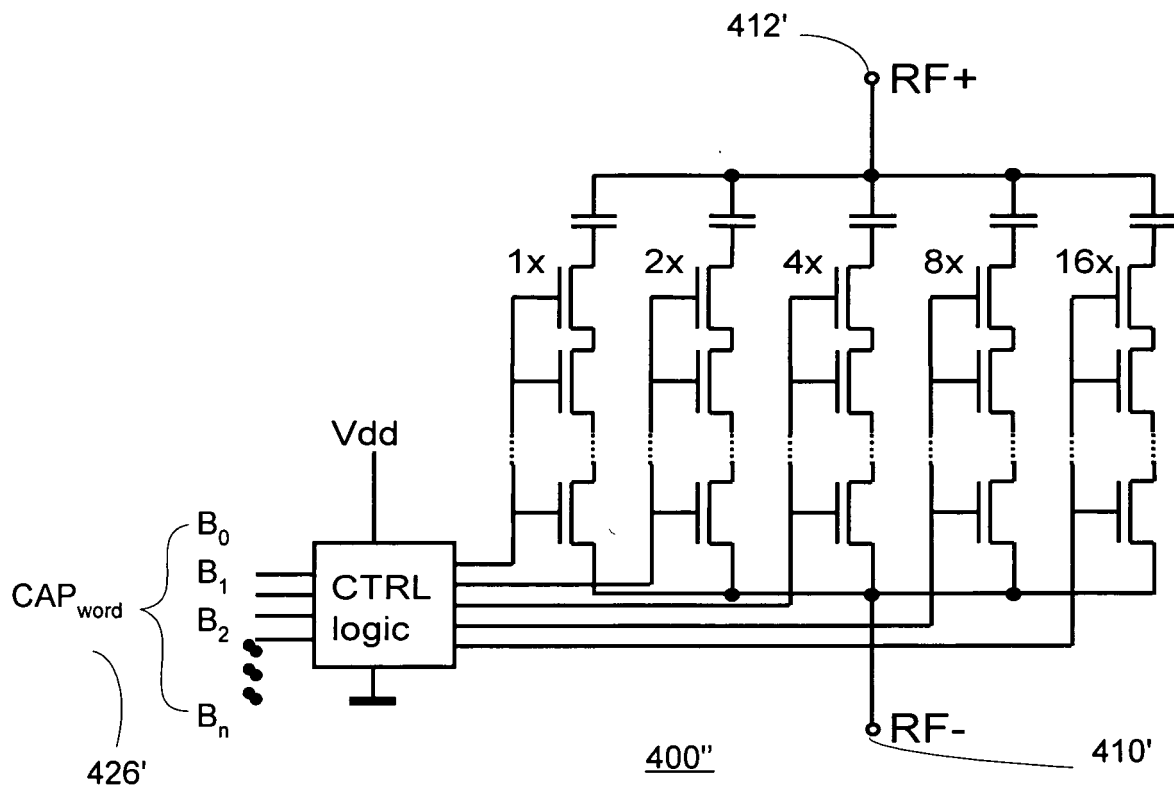 412'
RF+
1x 2x 4x 8x 16x
Vdd
B0
B1
CTRL
CAPword
B2
logic
Bn
RF-
426'
400"
410'